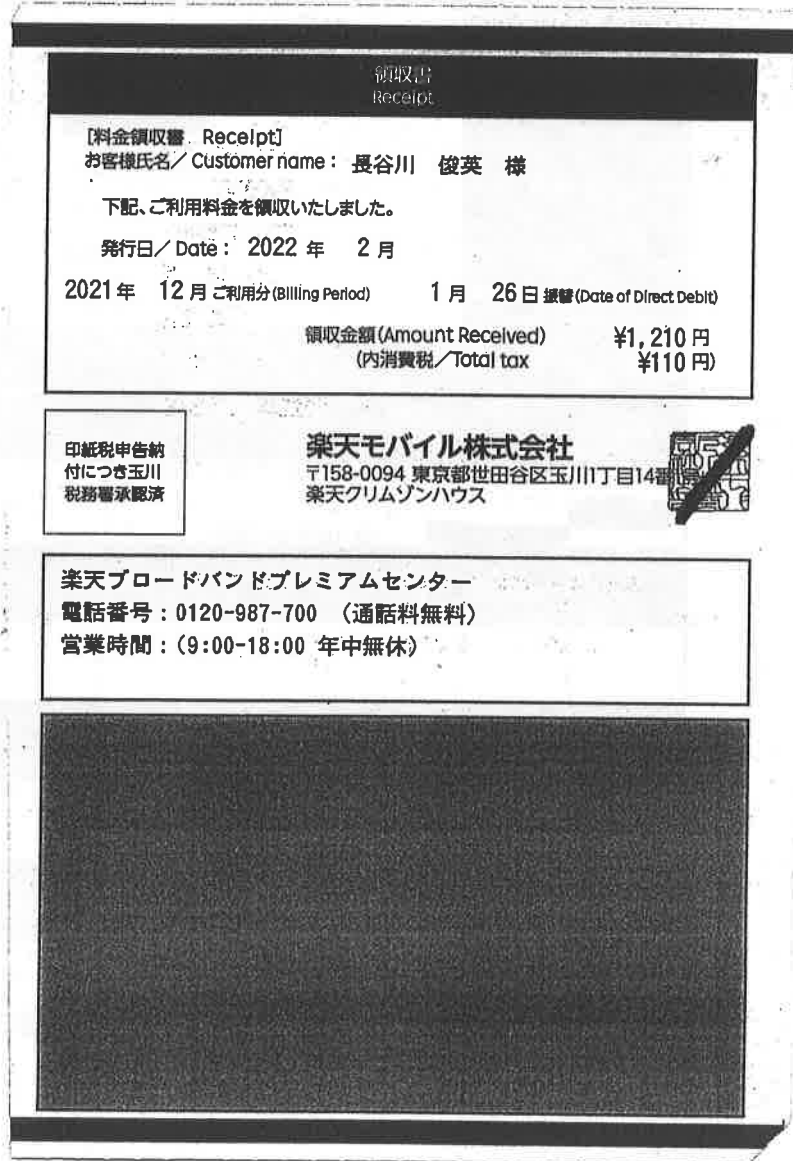 領収書
Receipt
[料金領収書 Receipt]
お客様氏名／Customer name： 長谷川 俊英 様
下記、ご利用料金を領収いたしました。
発行日／Date： 2022 年 2 月
2021年 12月 ご利用分(Billing Period) 1月 26日 振替(Date of Direct Debit)
領収金額(Amount Received) ¥1,210 円
(内消費税／Total tax ¥110 円)
印紙税申告納
付につき玉川
税務署承認済
楽天モバイル株式会社
〒158-0094 東京都世田谷区玉川1丁目14番
楽天クリムゾンハウス
楽天ブロードバンドプレミアムセンター
電話番号：0120-987-700 （通話料無料）
営業時間：(9:00-18:00 年中無休)